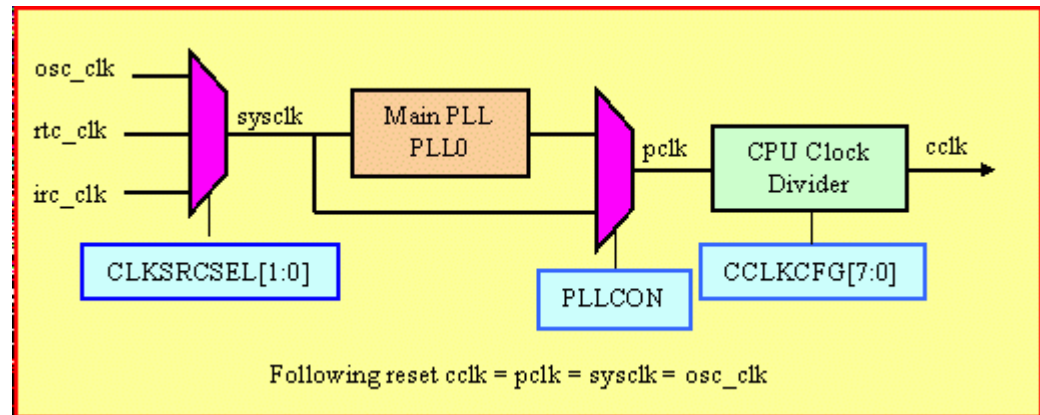 osc_clk
rtc_clk
irc_clk
sysclk
Main PLL
PLL0
pclk
CPU Clock
Divider
cclk
CLKSRCSEL[1:0]
PLLCON
CCLKCFG[7:0]
Following reset cclk = pclk = sysclk = osc_clk